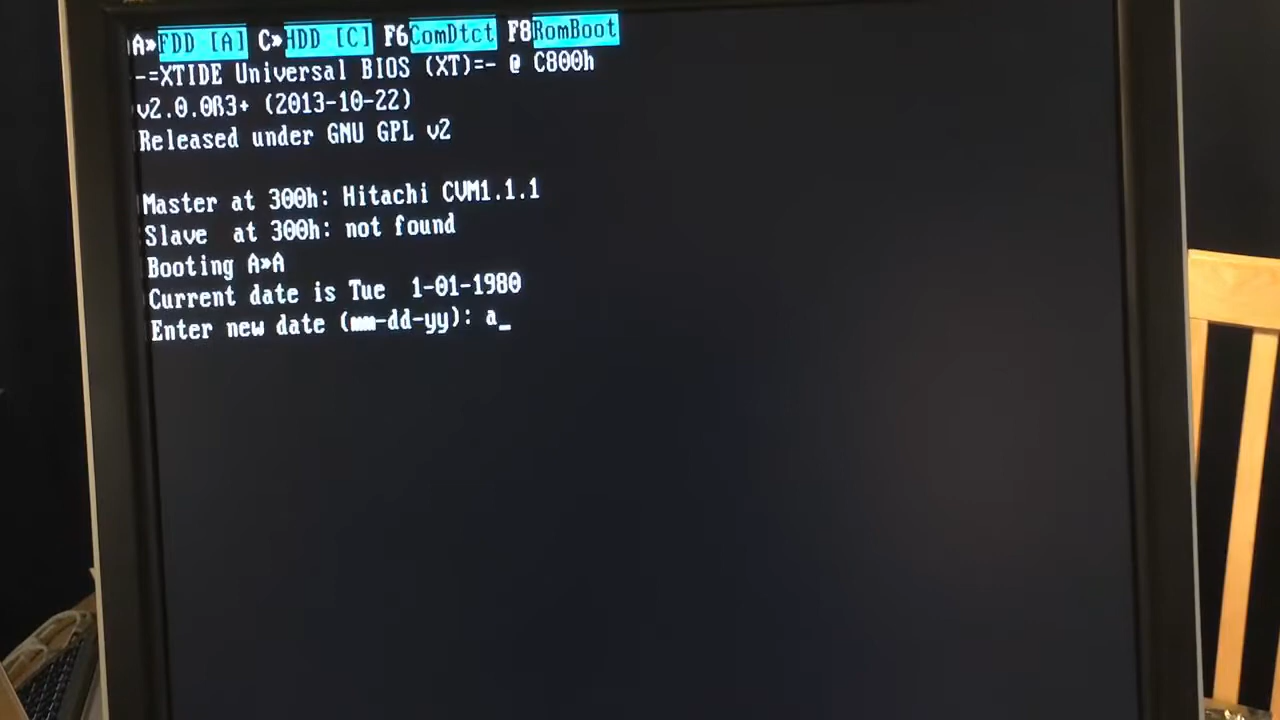 A»FDD [A] C»HDD [C] F6ComDtct F8RomBoot
-=XTIDE Universal BIOS (XT)=- @ C800h
v2.0.0ß3+ (2013-10-22)
Released under GNU GPL v2
Master at 300h: Hitachi CVM1.1.1
Slave  at 300h: not found
Booting A»A
Current date is Tue  1-01-1980
Enter new date (mm-dd-yy): a_